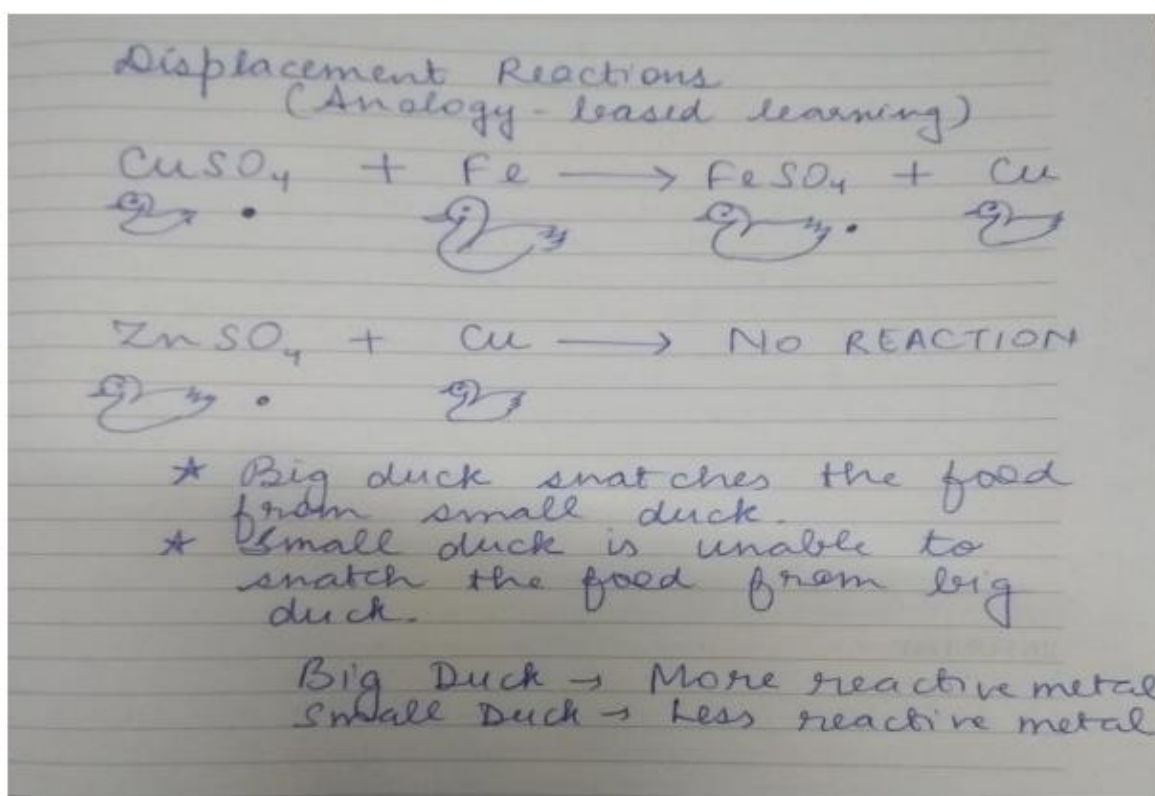 Displacement Reactions
(Anology-based learning)
CuSO₄ + Fe → FeSO₄ + Cu
ZnSO₄ + Cu → NO REACTION
* Big duck snatches the food
from small duck.
* Small duck is unable to
snatch the food from big
duck.
Big Duck → More reactive metal
Small Duck → Less reactive metal